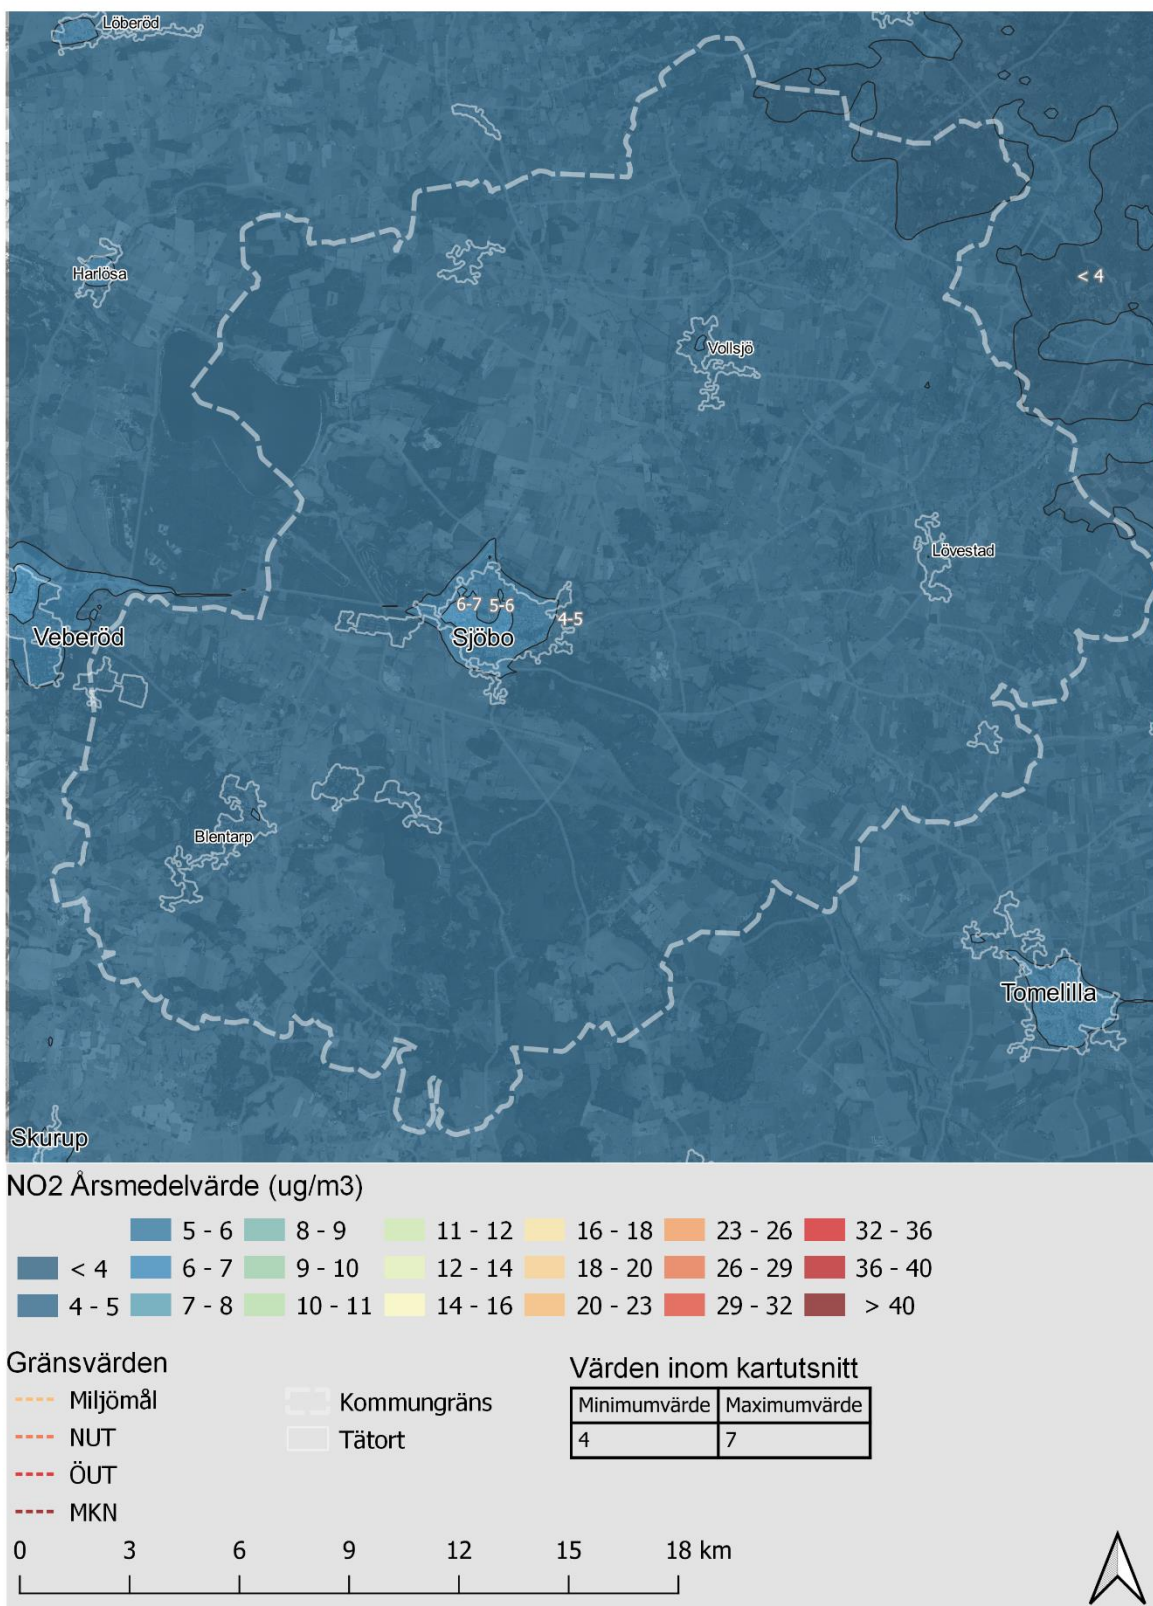 Löberöd
Harlösa
< 4
Vollsjö
Lövestad
6-7 5-6
4-5
Veberöd
Sjöbo
Blentarp
Tomelilla
Skurup
NO2 Årsmedelvärde (ug/m3)
5 - 6 8 - 9 11 - 12 16 - 18 23 - 26 32 - 36
< 4 6 - 7 9 - 10 12 - 14 18 - 20 26 - 29 36 - 40
4 - 5 7 - 8 10 - 11 14 - 16 20 - 23 29 - 32 > 40
Gränsvärden
Miljömål
NUT
ÖUT
MKN
Kommungräns
Tätort
Värden inom kartutsnitt
Minimumvärde Maximumvärde
4 7
0 3 6 9 12 15 18 km